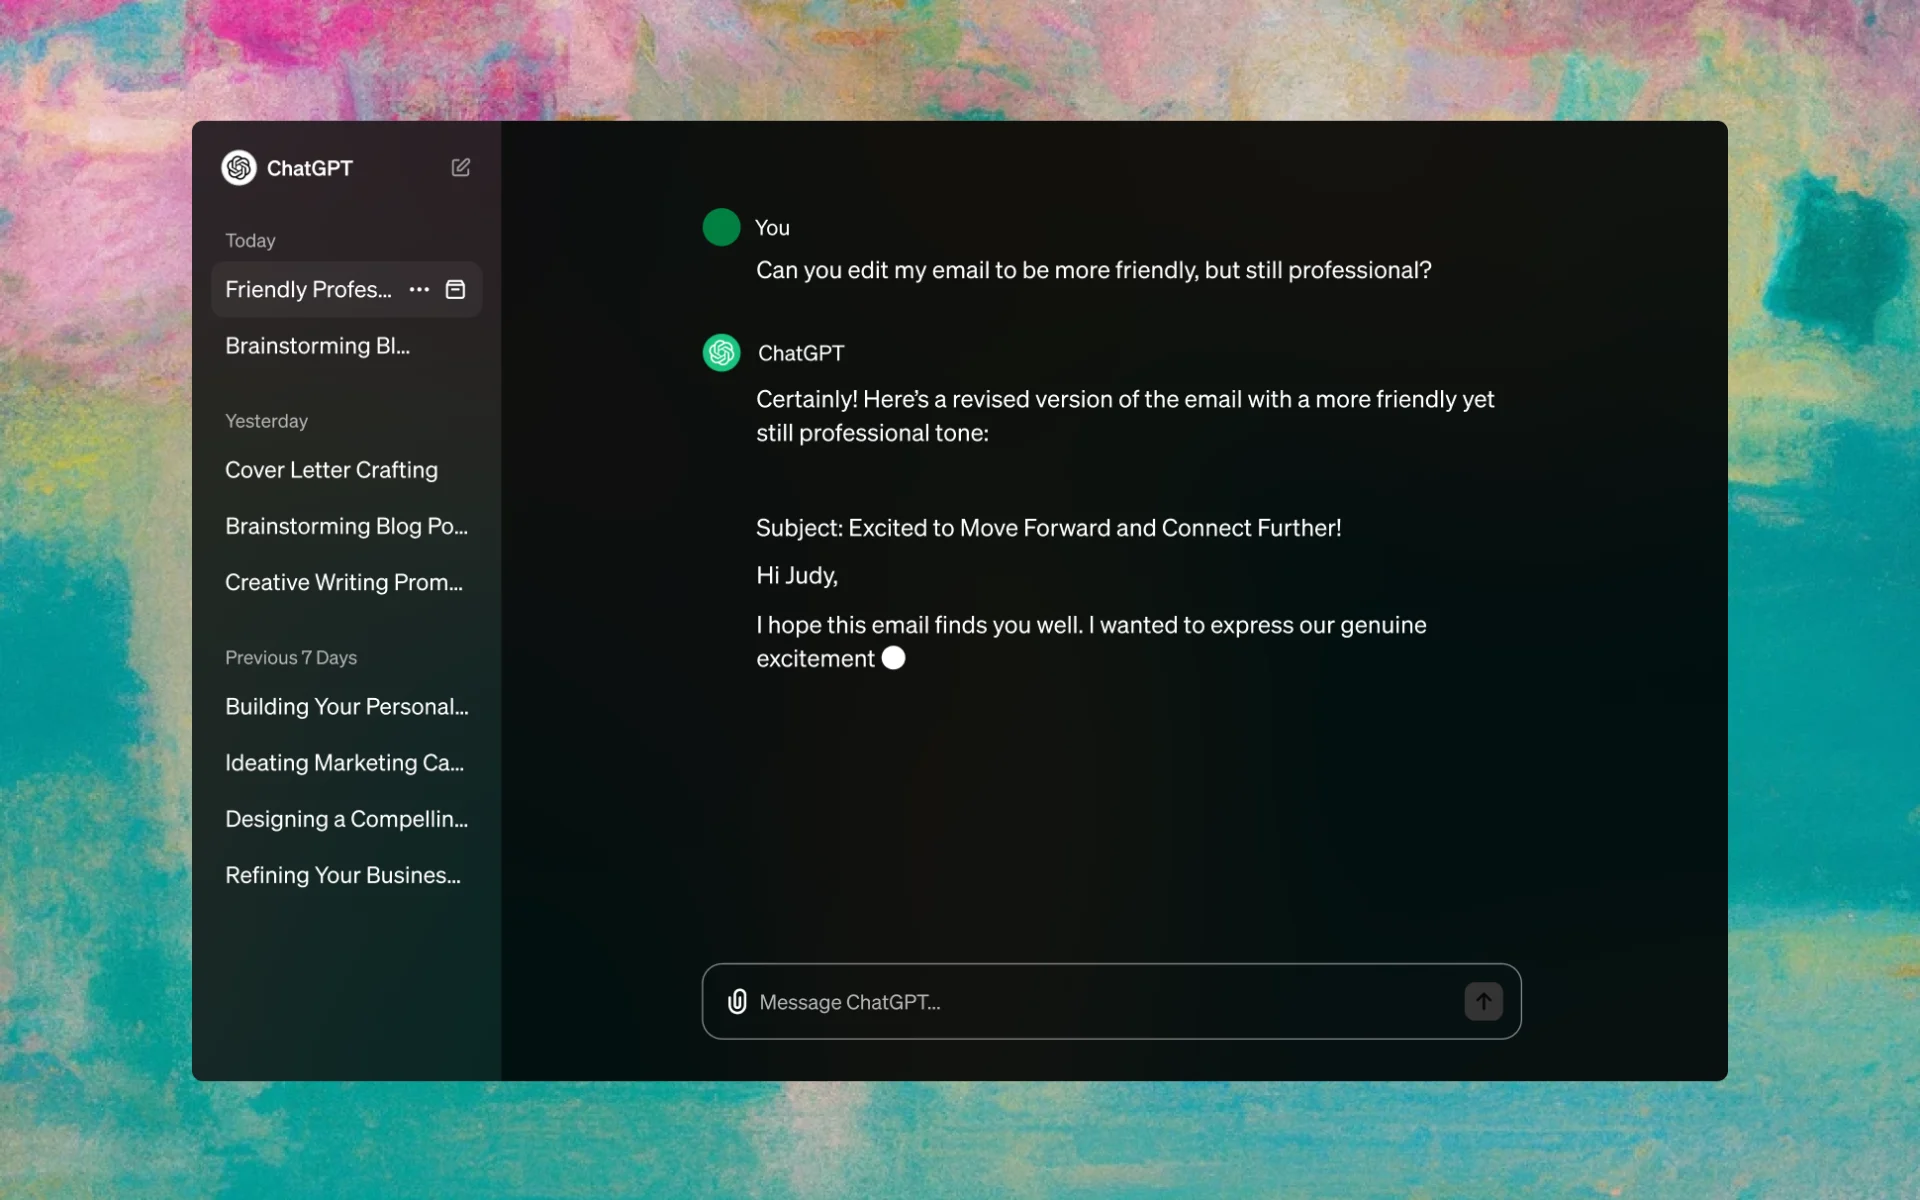 ChatGPT
Today
Friendly Profes...
Brainstorming Bl...
Yesterday
Cover Letter Crafting
Brainstorming Blog Po...
Creative Writing Prom...
Previous 7 Days
Building Your Personal...
Ideating Marketing Ca...
Designing a Compellin...
Refining Your Busines...
You
Can you edit my email to be more friendly, but still professional?
ChatGPT
Certainly! Here’s a revised version of the email with a more friendly yet
still professional tone:
Subject: Excited to Move Forward and Connect Further!
Hi Judy,
I hope this email finds you well. I wanted to express our genuine
excitement
Message ChatGPT...